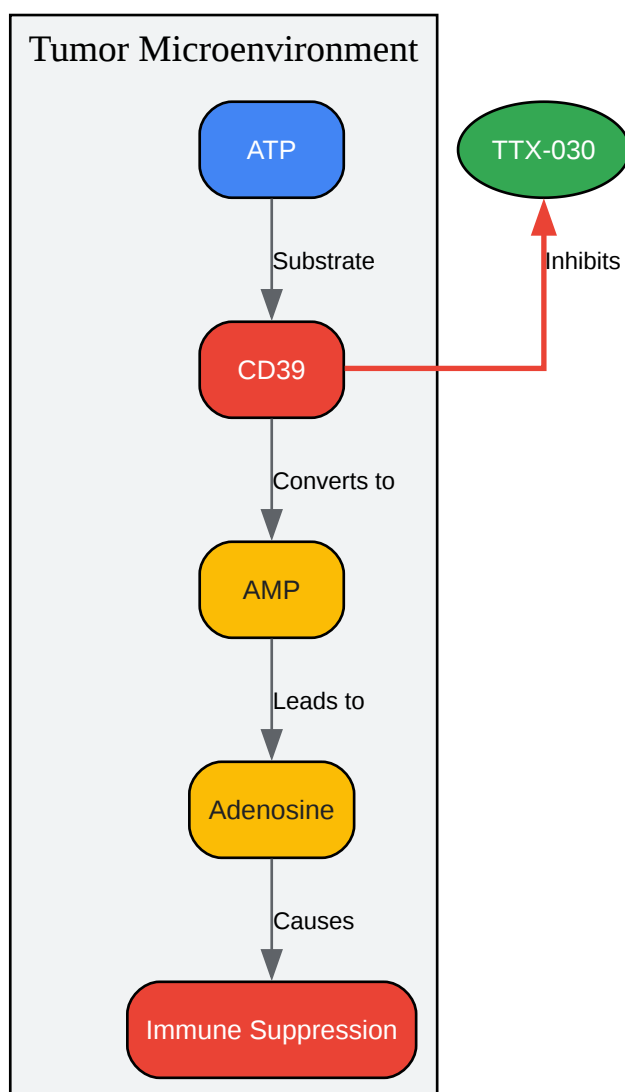 Tumor Microenvironment
ATP
TTX-030
Substrate
Inhibits
CD39
Converts to
AMP
Leads to
Adenosine
Causes
Immune Suppression